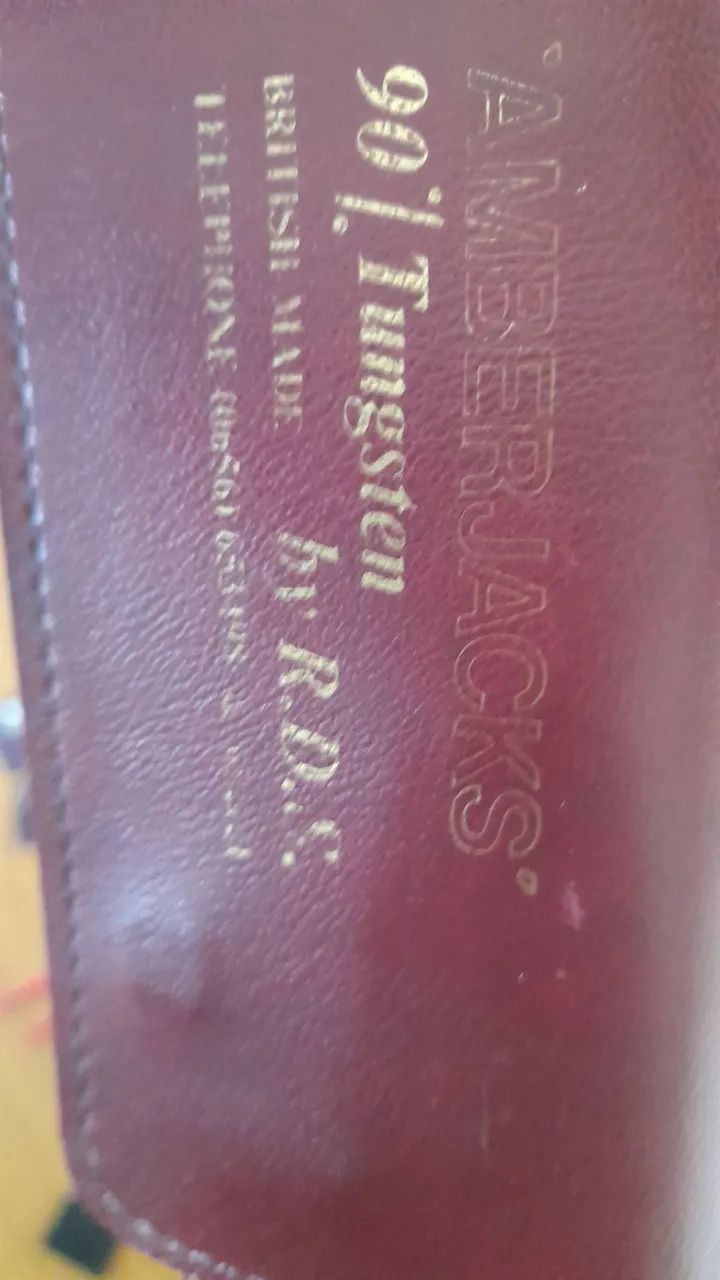 'AMBERJACKS'
90% Tungsten
BRITISH MADE by R.D.S.
TELEPHONE